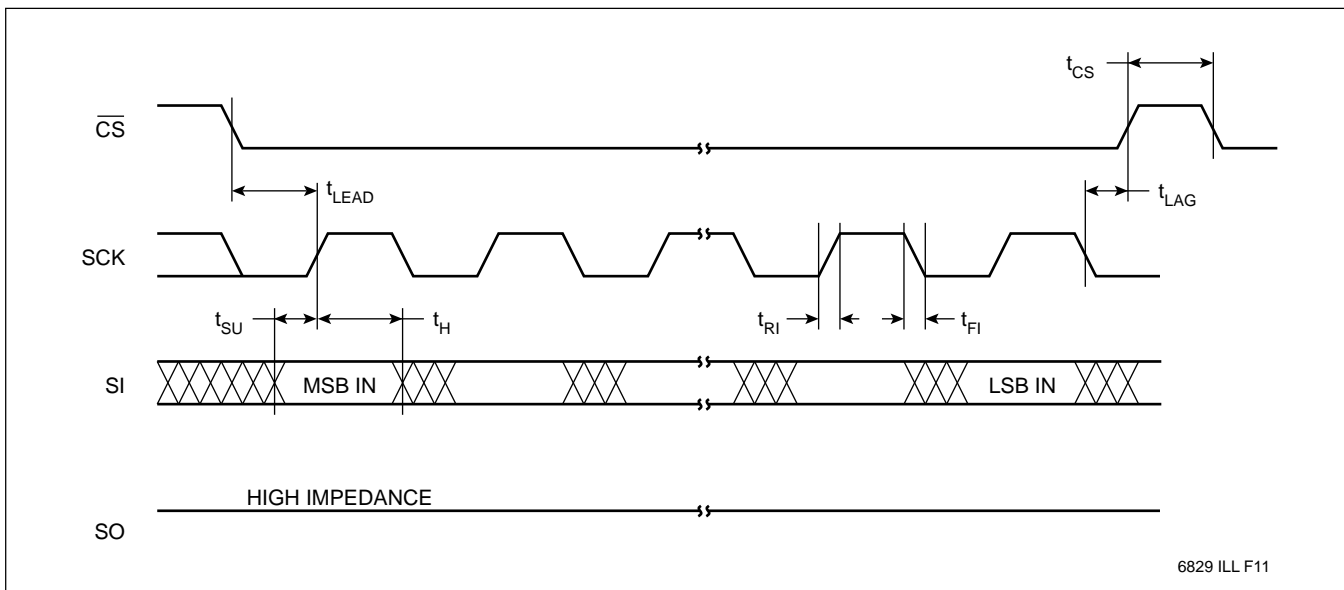 tCS
C̅S̅
tLEAD
tLAG
SCK
tSU
tH
tRI
tFI
SI
MSB IN
LSB IN
HIGH IMPEDANCE
SO
6829 ILL F11